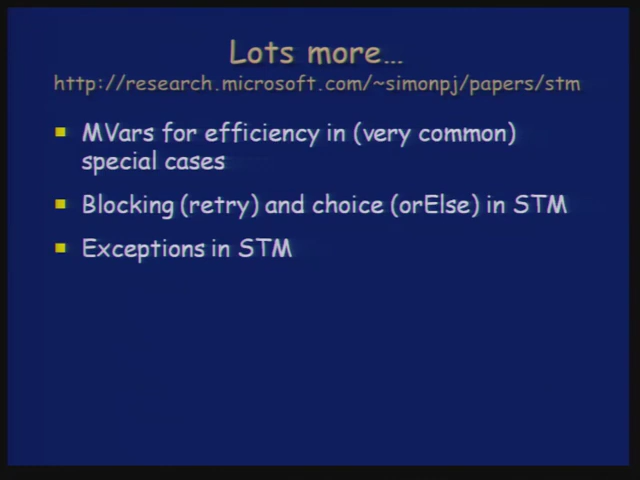 Lots more…
http://research.microsoft.com/~simonpj/papers/stm
MVars for efficiency in (very common)
special cases
Blocking (retry) and choice (orElse) in STM
Exceptions in STM